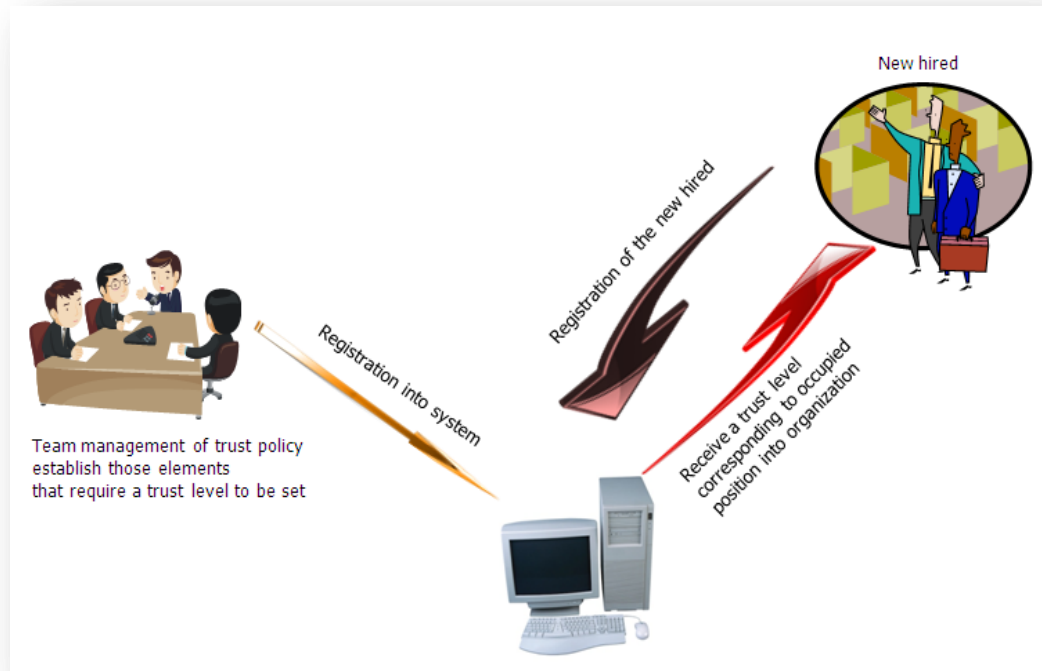 New hired
Registration of the new hired
Registration into system
Receive a trust level
corresponding to occupied
position into organization
Team management of trust policy
establish those elements
that require a trust level to be set